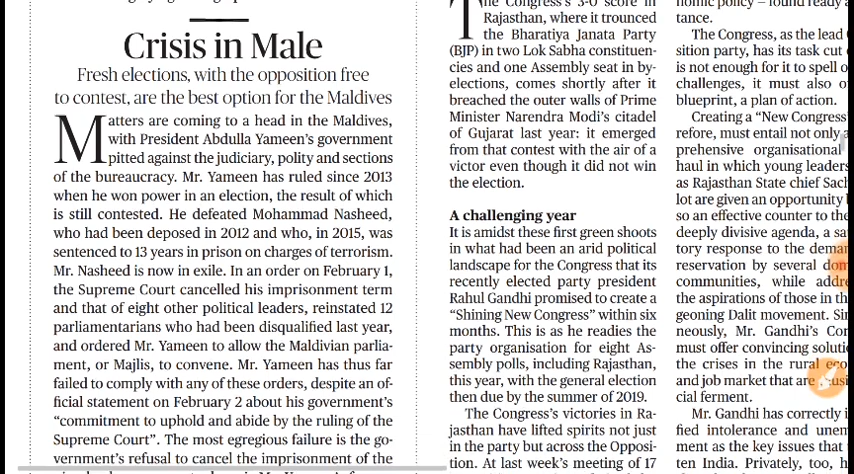 Crisis in Male
Fresh elections, with the opposition free
to contest, are the best option for the Maldives
Matters are coming to a head in the Maldives,
with President Abdulla Yameen's government
pitted against the judiciary, polity and sections
of the bureaucracy. Mr. Yameen has ruled since 2013
when he won power in an election, the result of which
is still contested. He defeated Mohammad Nasheed,
who had been deposed in 2012 and who, in 2015, was
sentenced to 13 years in prison on charges of terrorism.
Mr. Nasheed is now in exile. In an order on February 1,
the Supreme Court cancelled his imprisonment term
and that of eight other political leaders, reinstated 12
parliamentarians who had been disqualified last year,
and ordered Mr. Yameen to allow the Maldivian parlia-
ment, or Majlis, to convene. Mr. Yameen has thus far
failed to comply with any of these orders, despite an of-
ficial statement on February 2 about his government's
"commitment to uphold and abide by the ruling of the
Supreme Court". The most egregious failure is the go-
vernment's refusal to cancel the imprisonment of the
The Congress's 3-0 score in
Rajasthan, where it trounced
the Bharatiya Janata Party
(BJP) in two Lok Sabha constituen-
cies and one Assembly seat in by-
elections, comes shortly after it
breached the outer walls of Prime
Minister Narendra Modi's citadel
of Gujarat last year: it emerged
from that contest with the air of a
victor even though it did not win
the election.
A challenging year
It is amidst these first green shoots
in what had been an arid political
landscape for the Congress that its
recently elected party president
Rahul Gandhi promised to create a
"Shining New Congress" within six
months. This is as he readies the
party organisation for eight As-
sembly polls, including Rajasthan,
this year, with the general election
then due by the summer of 2019.
The Congress's victories in Ra-
jasthan have lifted spirits not just
in the party but across the Opposi-
tion. At last week's meeting of 17
tance.
The Congress, as the lead
sition party, has its task cut
is not enough for it to spell
challenges, it must also
blueprint, a plan of action.
Creating a "New Congress
refore, must entail not only
prehensive organisational
haul in which young leaders
as Rajasthan State chief Sach
lot are given an opportunity
so an effective counter to the
deeply divisive agenda, a sa
tory response to the
reservation by several
communities, while
the aspirations of those in th
geoning Dalit movement. Si
neously, Mr. Gandhi's Con
must offer convincing
the crises in the rural
and job market that are
cial ferment.
Mr. Gandhi has correctly i
fied intolerance and
ment as the key issues that
ten India. Privately, too,